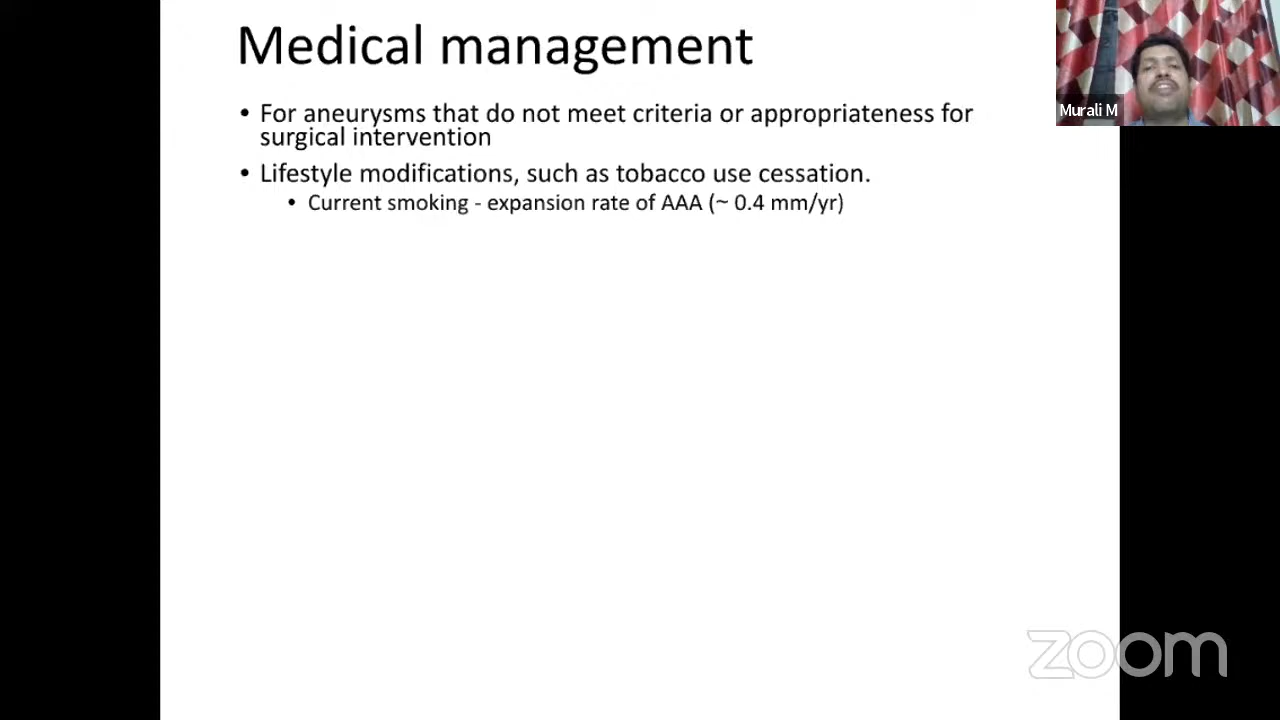 Medical management
• For aneurysms that do not meet criteria or appropriateness for
surgical intervention
• Lifestyle modifications, such as tobacco use cessation.
• Current smoking - expansion rate of AAA (~ 0.4 mm/yr)
Murali M
zoom